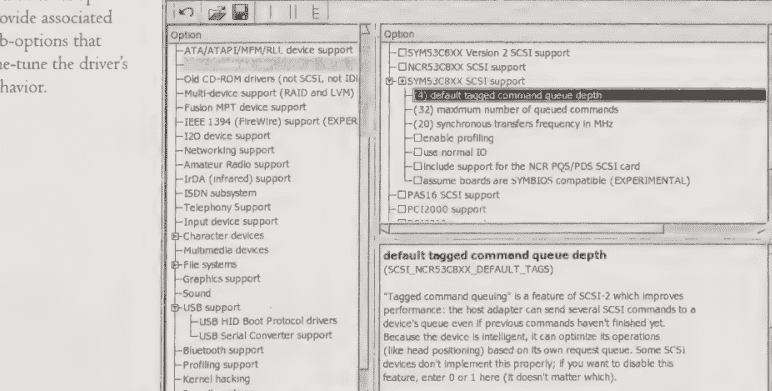 ovide associated
b-options that
ne-tune the driver's
havior.
Option
ATA/ATAPI/MFM/RLL device support
Old CD-ROM drivers (not SCSI, not IDI
Multi-device support (RAID and LVM)
Fusion MPT device support
IEEE 1394 (FireWire) support (EXPER
I2O device support
Networking support
Amateur Radio support
IrDA (infrared) support
ISDN subsystem
Telephony Support
Input device support
Character devices
Multimedia devices
File systems
Graphics support
Sound
USB support
USB HID Boot Protocol drivers
USB Serial Converter support
Bluetooth support
Profiling support
Kernel hacking
Option
SYM53C8XX Version 2 SCSI support
NCR53C8XX SCSI support
SYM53C8XX SCSI support
(4) default tagged command queue depth
(32) maximum number of queued commands
(20) synchronous transfers frequency in MHz
enable profiling
use normal IO
include support for the NCR PQS/PDS SCSI card
assume boards are SYMBIOS compatible (EXPERIMENTAL)
PAS16 SCSI support
PCI2000 support
default tagged command queue depth
(SCSI_NCR53C8XX_DEFAULT_TAGS)
"Tagged command queuing" is a feature of SCSI-2 which improves
performance: the host adapter can send several SCSI commands to a
device's queue even if previous commands haven't finished yet.
Because the device is intelligent, it can optimize its operations
(like head positioning) based on its own request queue. Some SCSI
devices don't implement this properly; if you want to disable this
feature, enter 0 or 1 here (it doesn't matter which).